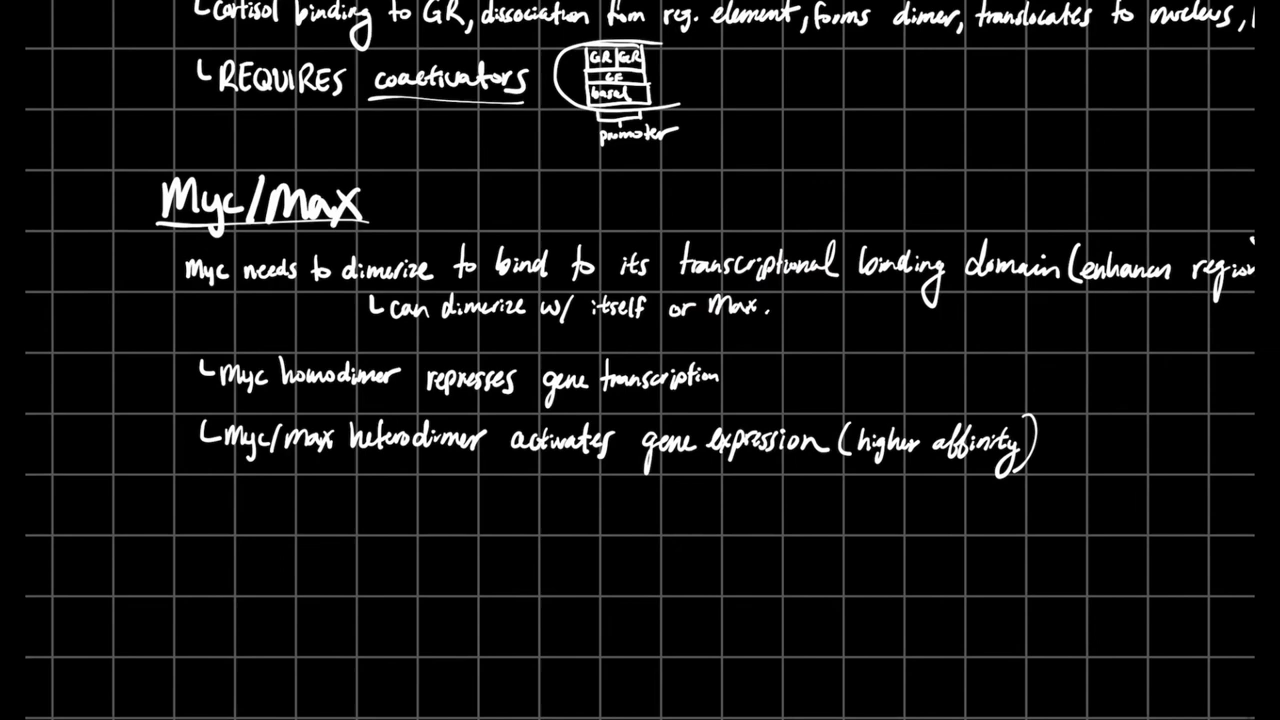 └cortisol binding to GR, dissociation from reg. element, forms dimer, translocates to nucleus,
└REQUIRES coactivators
GR GR
basal
promoter
Myc/Max
Myc needs to dimerize to bind to its transcriptional binding domain (enhancer region
└can dimerize w/ itself or Max.
└Myc homodimer represses gene transcription
└Myc/max heterodimer activates gene expression (higher affinity)